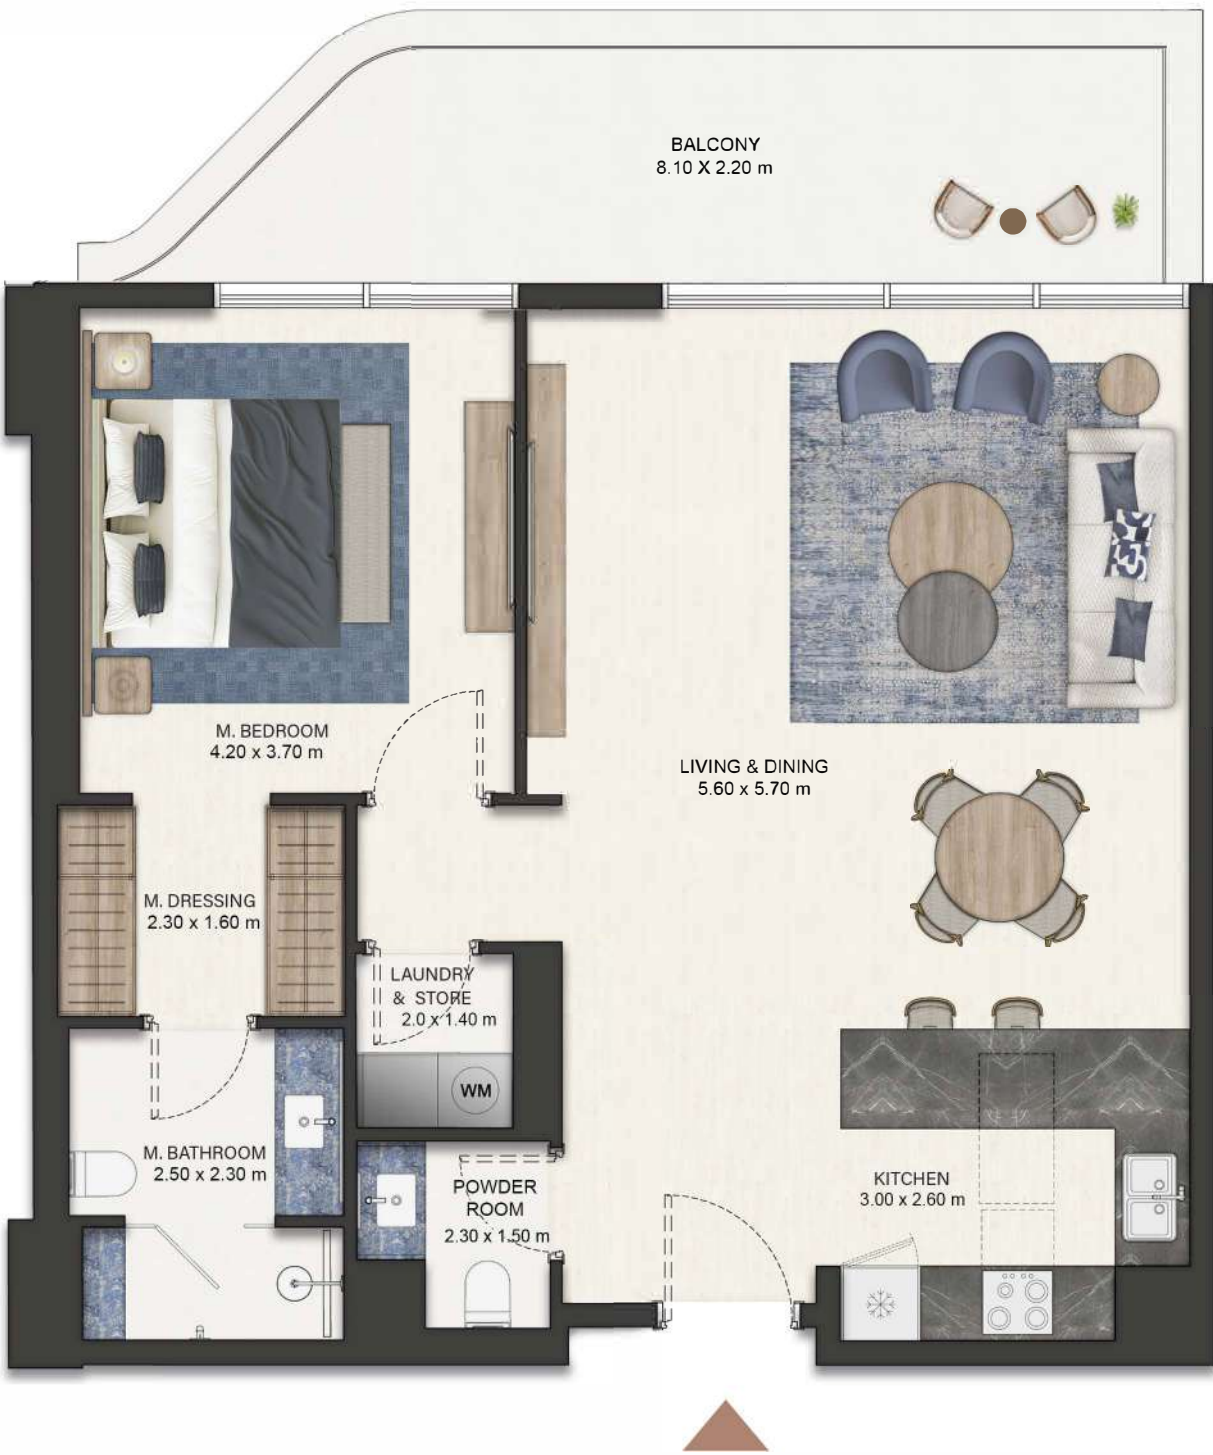 BALCONY
8.10 X 2.20 m
M. BEDROOM
4.20 x 3.70 m
LIVING & DINING
5.60 x 5.70 m
M. DRESSING
2.30 x 1.60 m
LAUNDRY
& STORE
2.0 x 1.40 m
WM
M. BATHROOM
2.50 x 2.30 m
POWDER
ROOM
2.30 x 1.50 m
KITCHEN
3.00 x 2.60 m